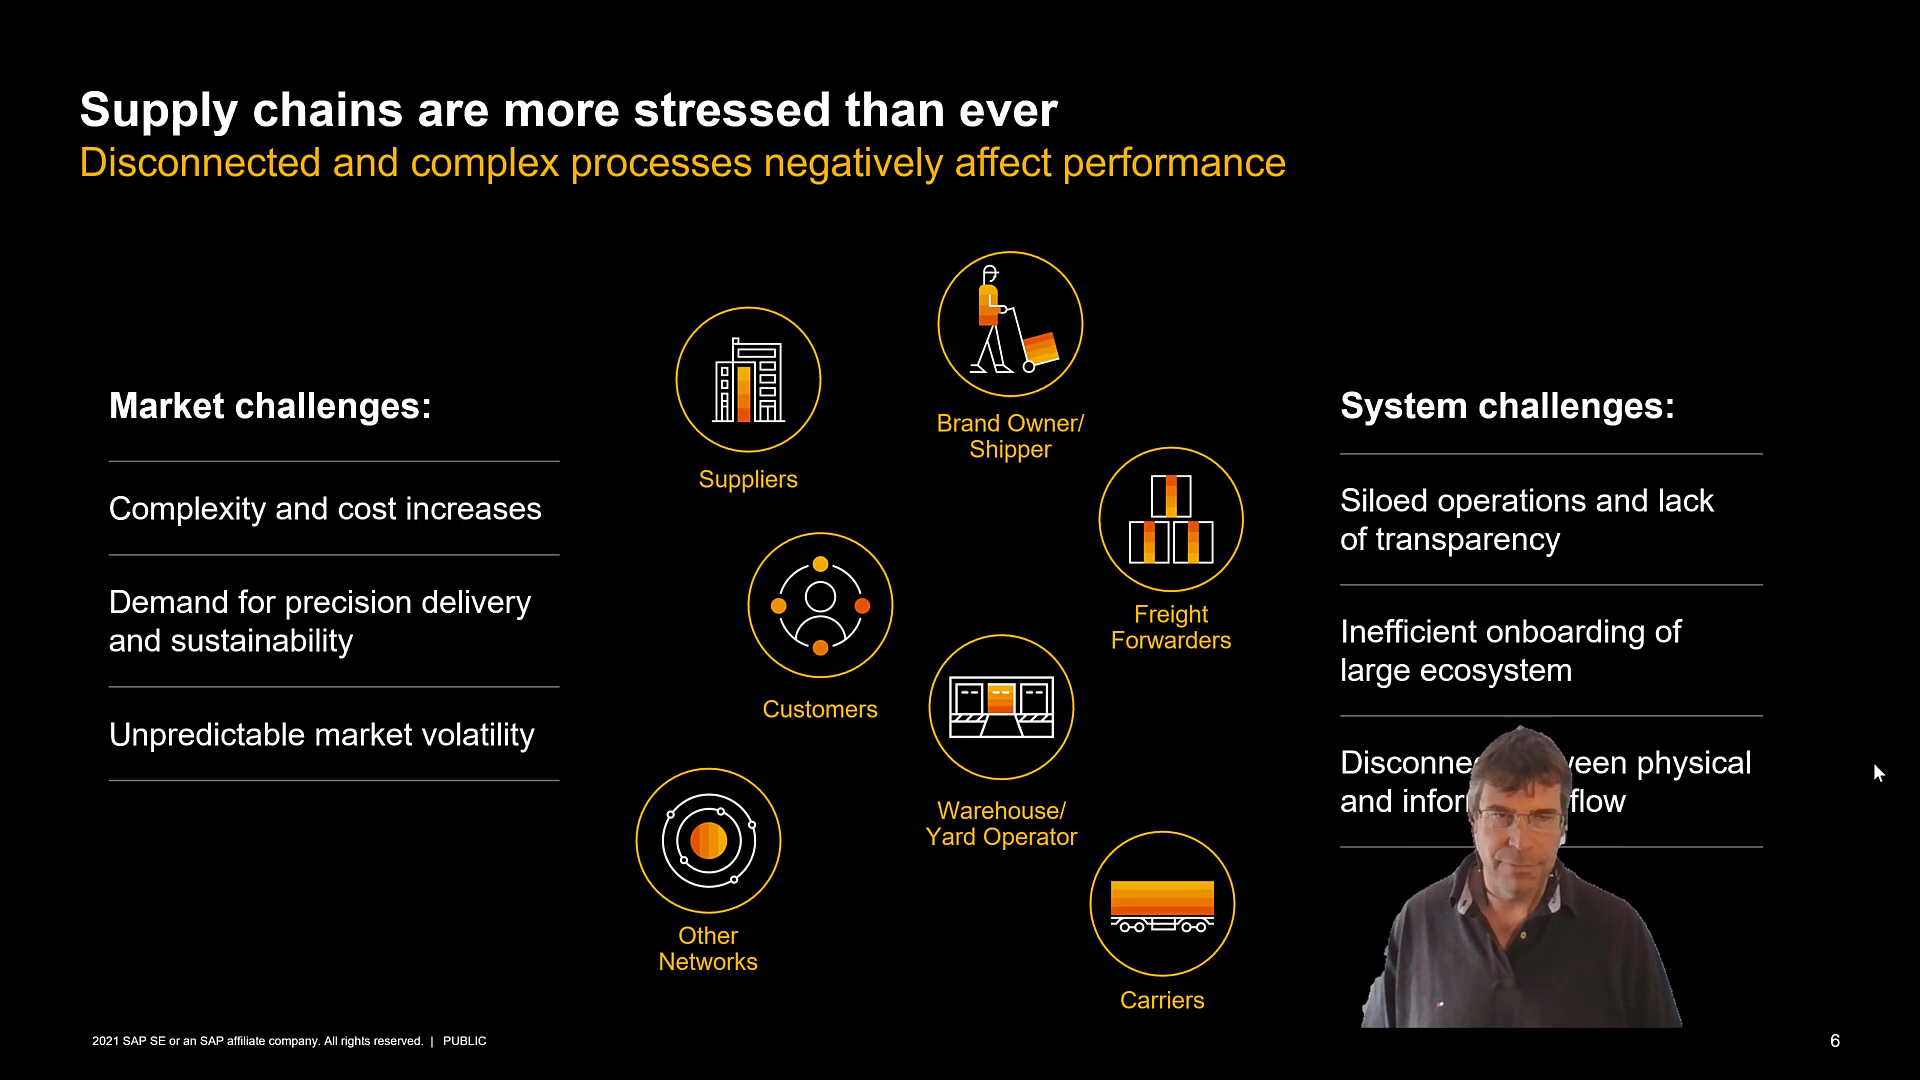 Supply chains are more stressed than ever
Disconnected and complex processes negatively affect performance
Market challenges:
Complexity and cost increases
Demand for precision delivery
and sustainability
Unpredictable market volatility
Suppliers
Brand Owner/
Shipper
Freight
Forwarders
Customers
Warehouse/
Yard Operator
Other
Networks
Carriers
System challenges:
Siloed operations and lack
of transparency
Inefficient onboarding of
large ecosystem
physical
and flow
2021 SAP SE or an SAP affiliate company. All rights reserved. | PUBLIC
6